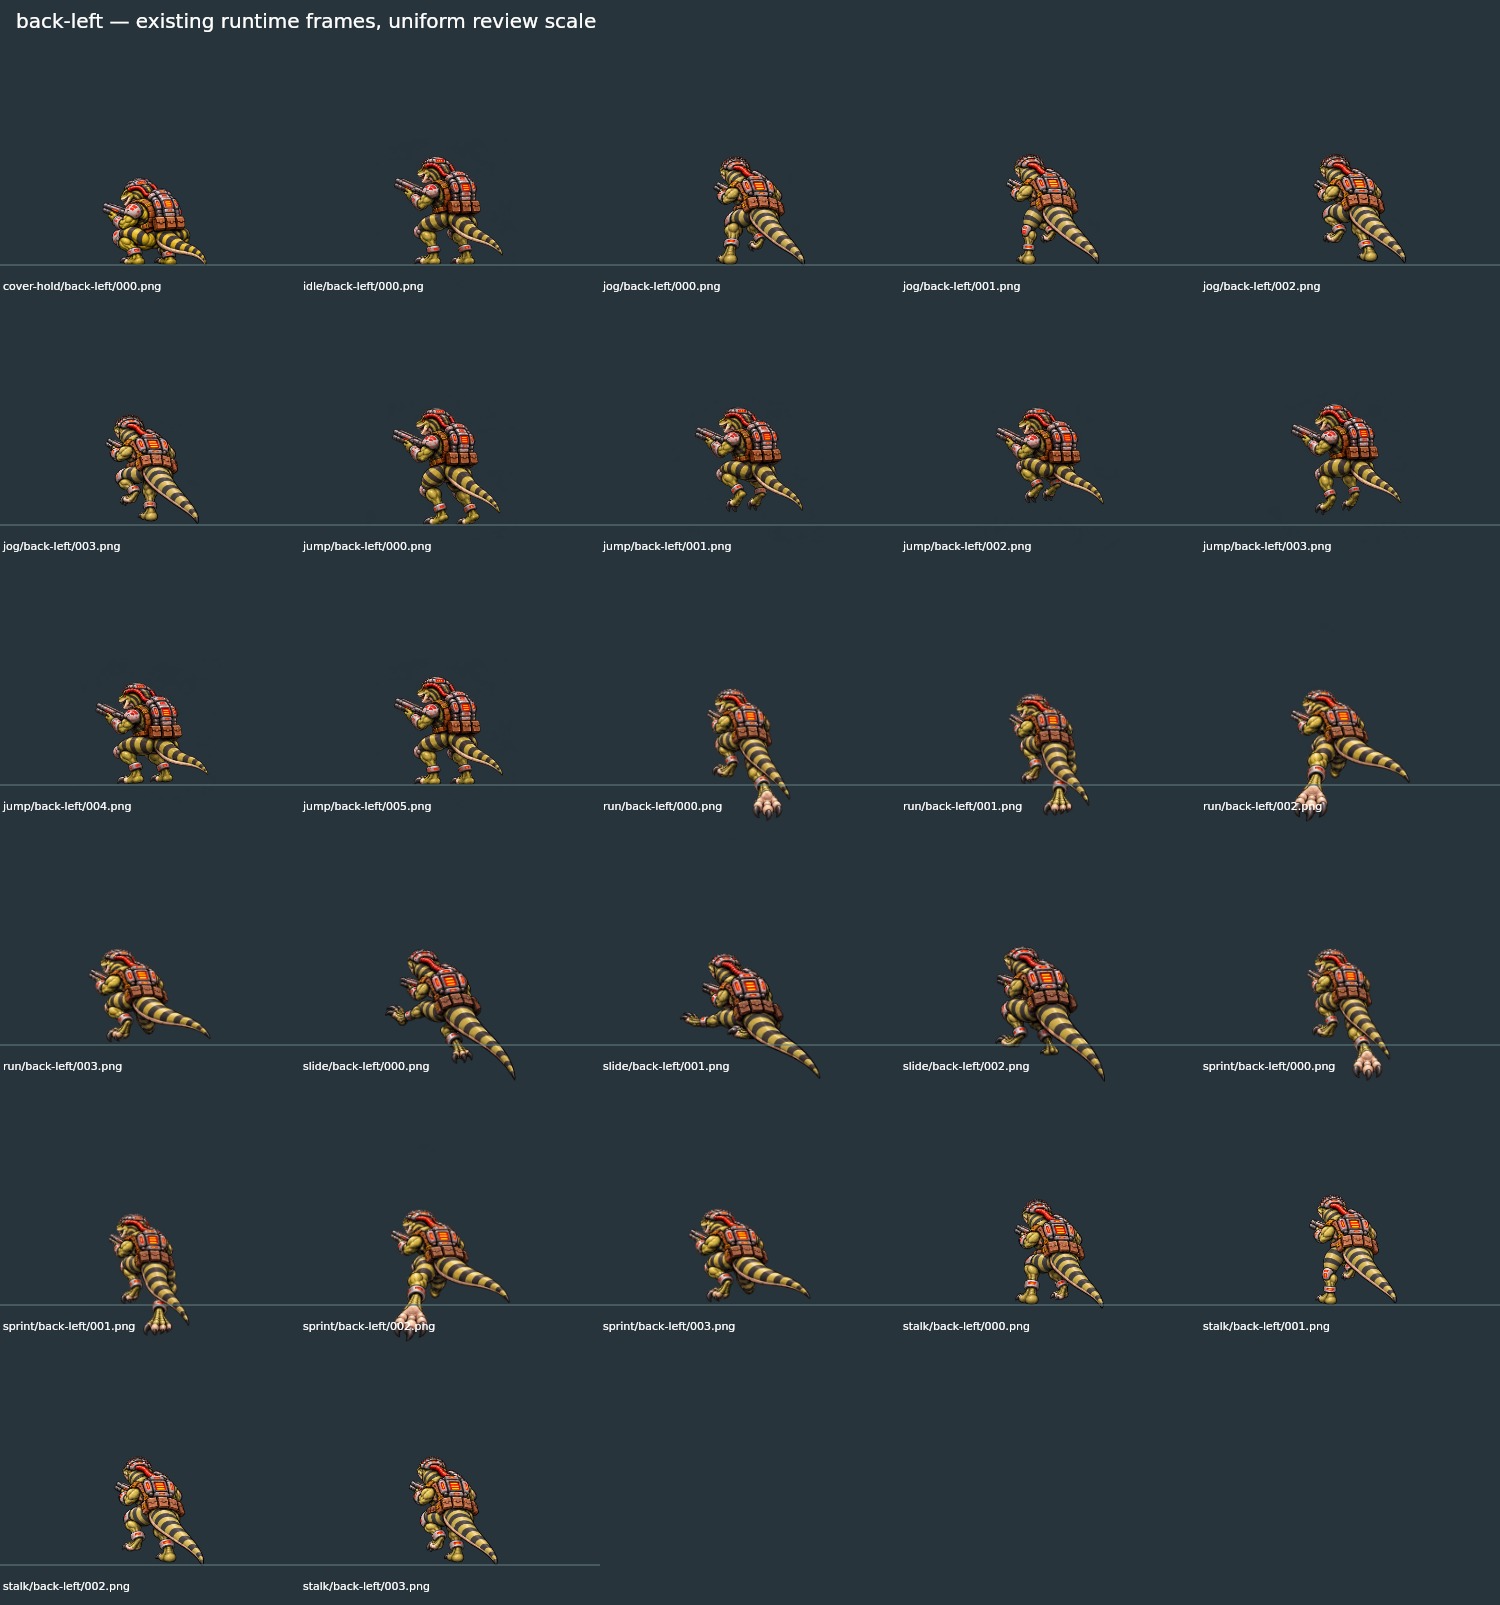 back-left — existing runtime frames, uniform review scale
cover-hold/back-left/000.png
idle/back-left/000.png
jog/back-left/000.png
jog/back-left/001.png
jog/back-left/002.png
jog/back-left/003.png
jump/back-left/000.png
jump/back-left/001.png
jump/back-left/002.png
jump/back-left/003.png
jump/back-left/004.png
jump/back-left/005.png
run/back-left/000.png
run/back-left/001.png
run/back-left/002.png
run/back-left/003.png
slide/back-left/000.png
slide/back-left/001.png
slide/back-left/002.png
sprint/back-left/000.png
sprint/back-left/001.png
sprint/back-left/002.png
sprint/back-left/003.png
stalk/back-left/000.png
stalk/back-left/001.png
stalk/back-left/002.png
stalk/back-left/003.png